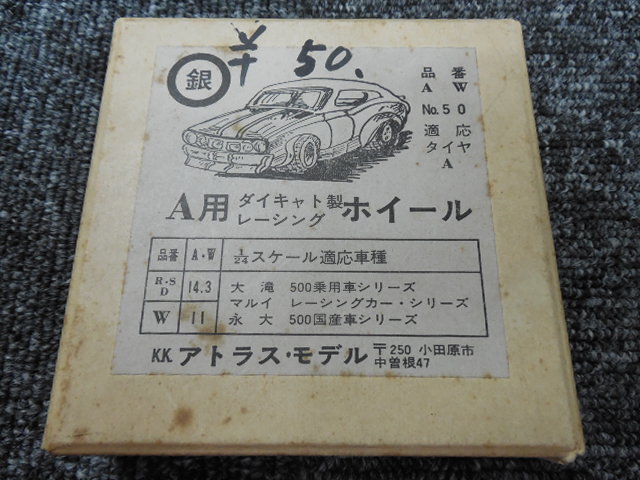 ¥50.
銀
品番
AW
No.50
適応
タイヤ
A
A用 ダイキャト製 レーシング ホイール
品番 A・W 1/24 スケール適応車種
R・SD 14.3 大滝 500乗用車シリーズ
マルイ レーシングカー・シリーズ
W 11 永大 500国産車シリーズ
KK アトラス・モデル 〒250 小田原市
中曽根47